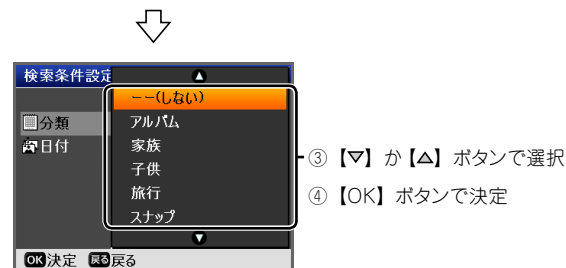 検索条件設定
--(しない)
分類
アルバム
日付
家族
子供
旅行
スナップ
OK決定 戻る戻る
③【▽】か【△】ボタンで選択
④【OK】ボタンで決定